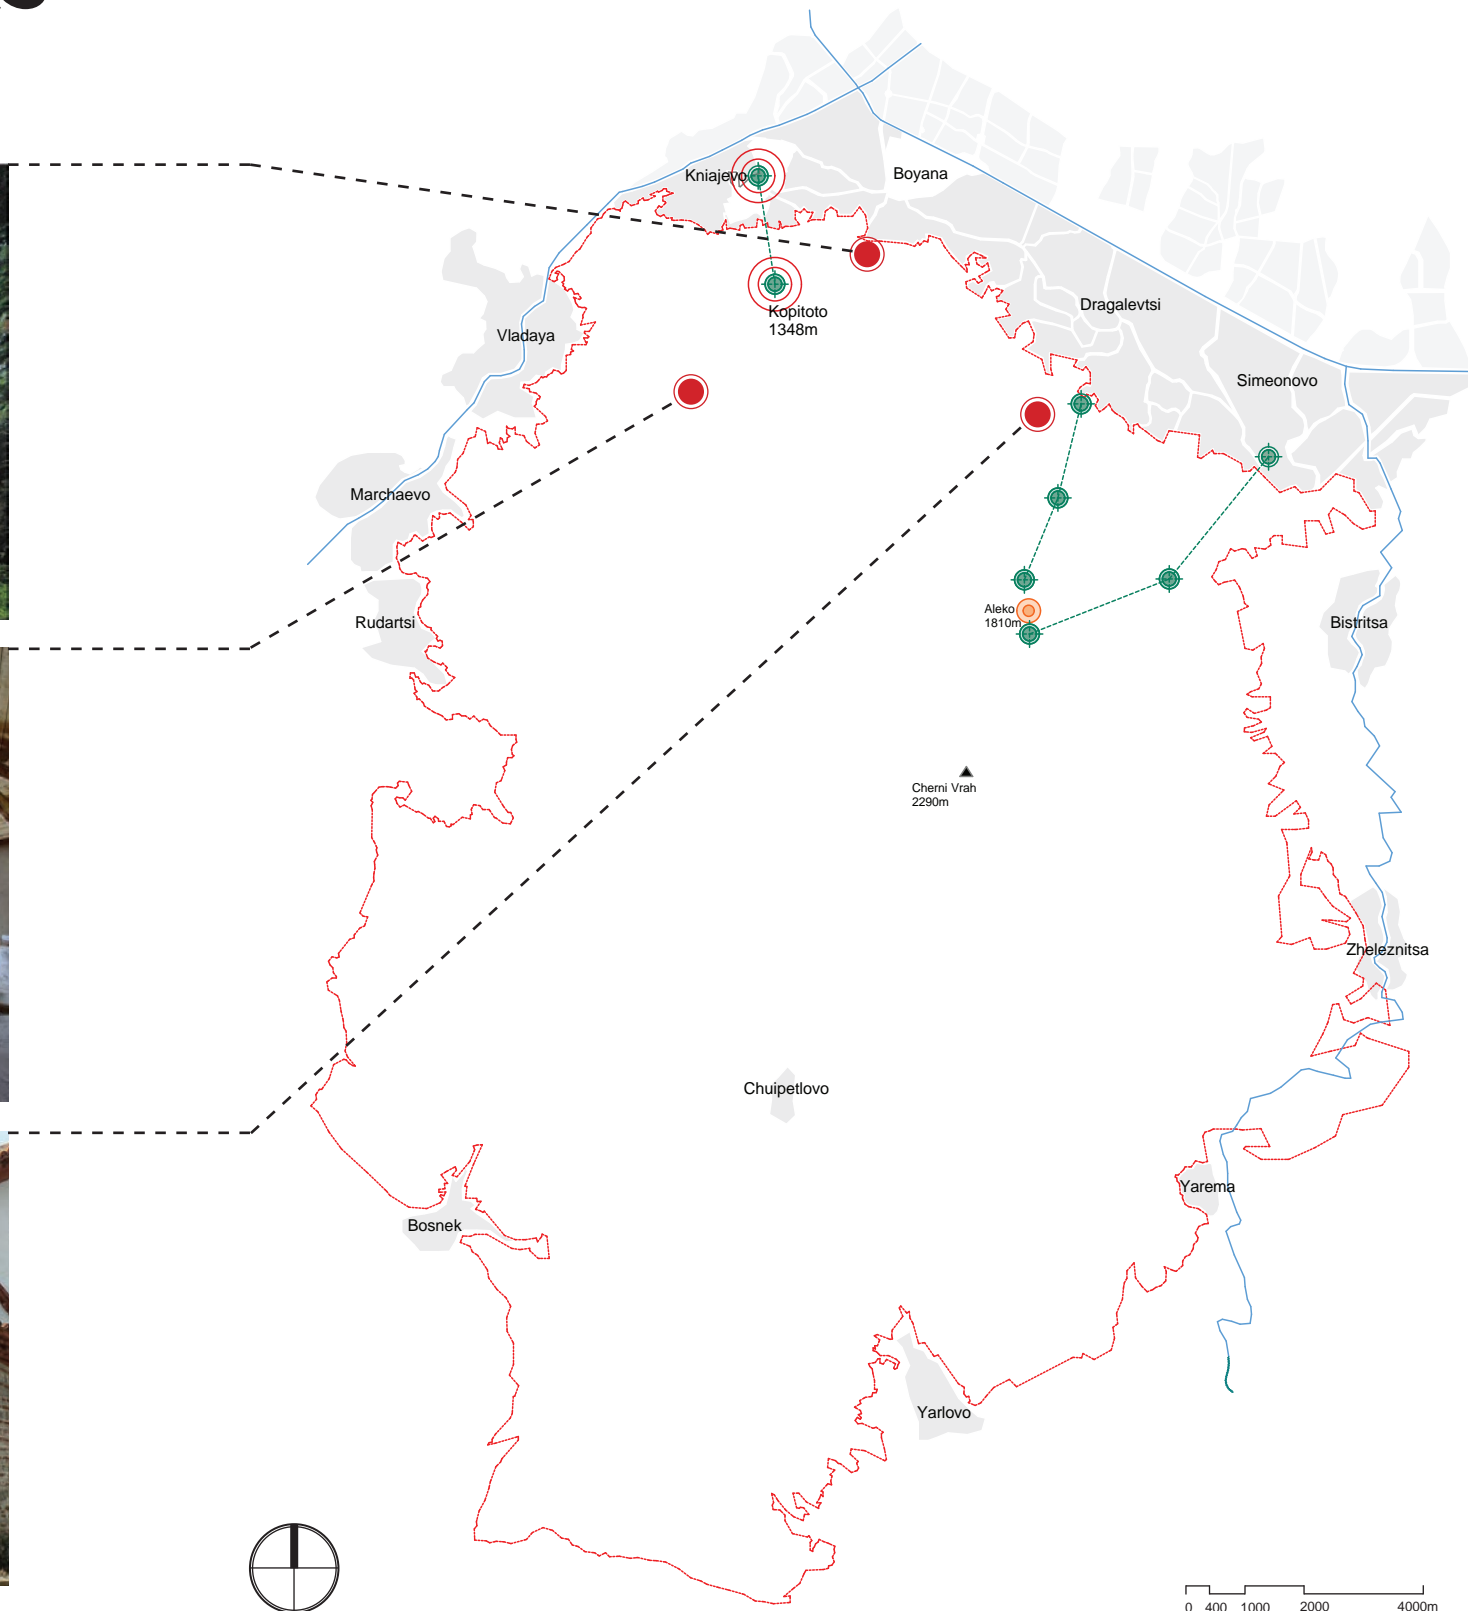 Kniajevo
Boyana
Kopitoto
1348m
Dragalevtsi
Vladaya
Simeonovo
Marchaevo
Aleko
1810m
Rudartsi
Bistritsa
Cherni Vrah
2290m
Zheleznitsa
Chuipetlovo
Yarema
Bosnek
Yarlovo
0 400 1000 2000 4000m